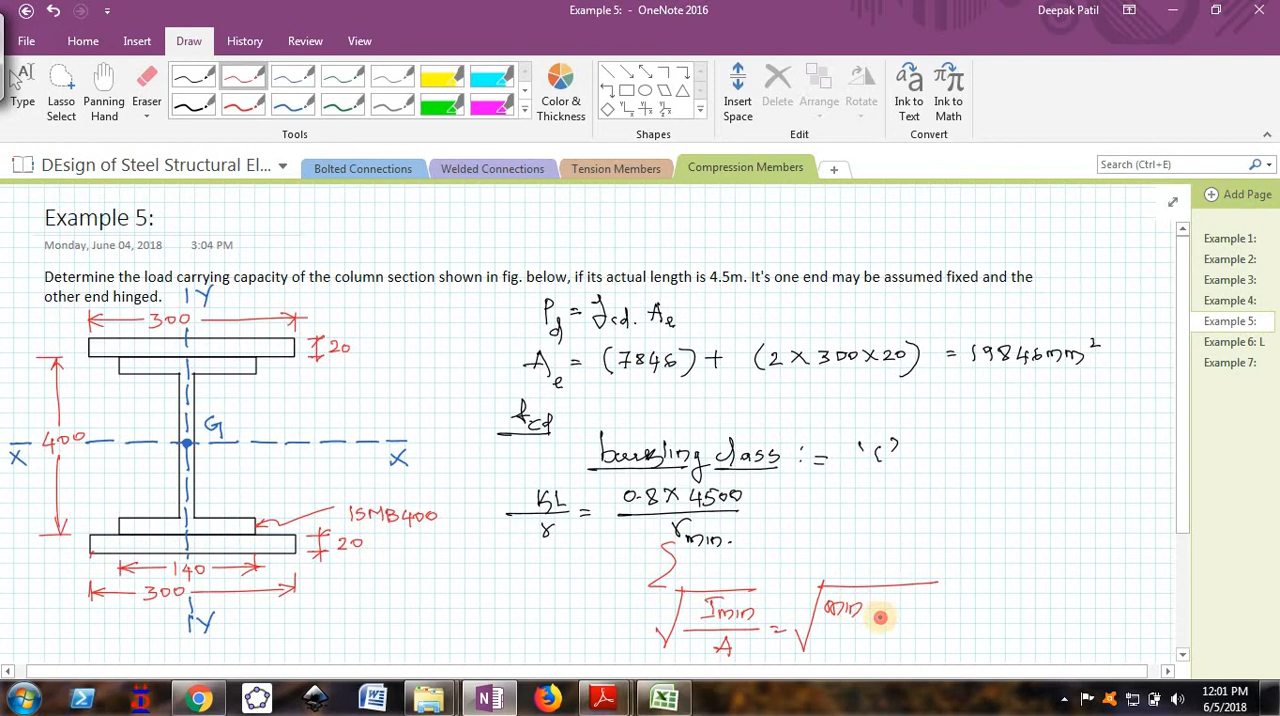 Example 5: - OneNote 2016
Deepak Patil
File Home Insert Draw History Review View
Type
Lasso Select
Panning Hand
Eraser
Color & Thickness
Insert Space
Delete
Arrange
Rotate
Ink to Text
Ink to Math
Tools
Shapes
Edit
Convert
DEsign of Steel Structural El...
Bolted Connections
Welded Connections
Tension Members
Compression Members
Search (Ctrl+E)
Add Page
Example 1:
Example 2:
Example 3:
Example 4:
Example 5:
Example 6: L
Example 7:
Example 5:
Monday, June 04, 2018 3:04 PM
Determine the load carrying capacity of the column section shown in fig. below, if its actual length is 4.5m. It's one end may be assumed fixed and the
other end hinged.
Y
300
20
400
G
X
X
ISMB400
20
140
300
Y
Pd = fcd. Ae
Ae = (7846) + (2 X 300 X 20) = 19846mm²
fcd
buckling class := 'c'
KL/r = 0.8 X 4500 / rmin.
√(Imin/A) = √(min
12:01 PM
6/5/2018